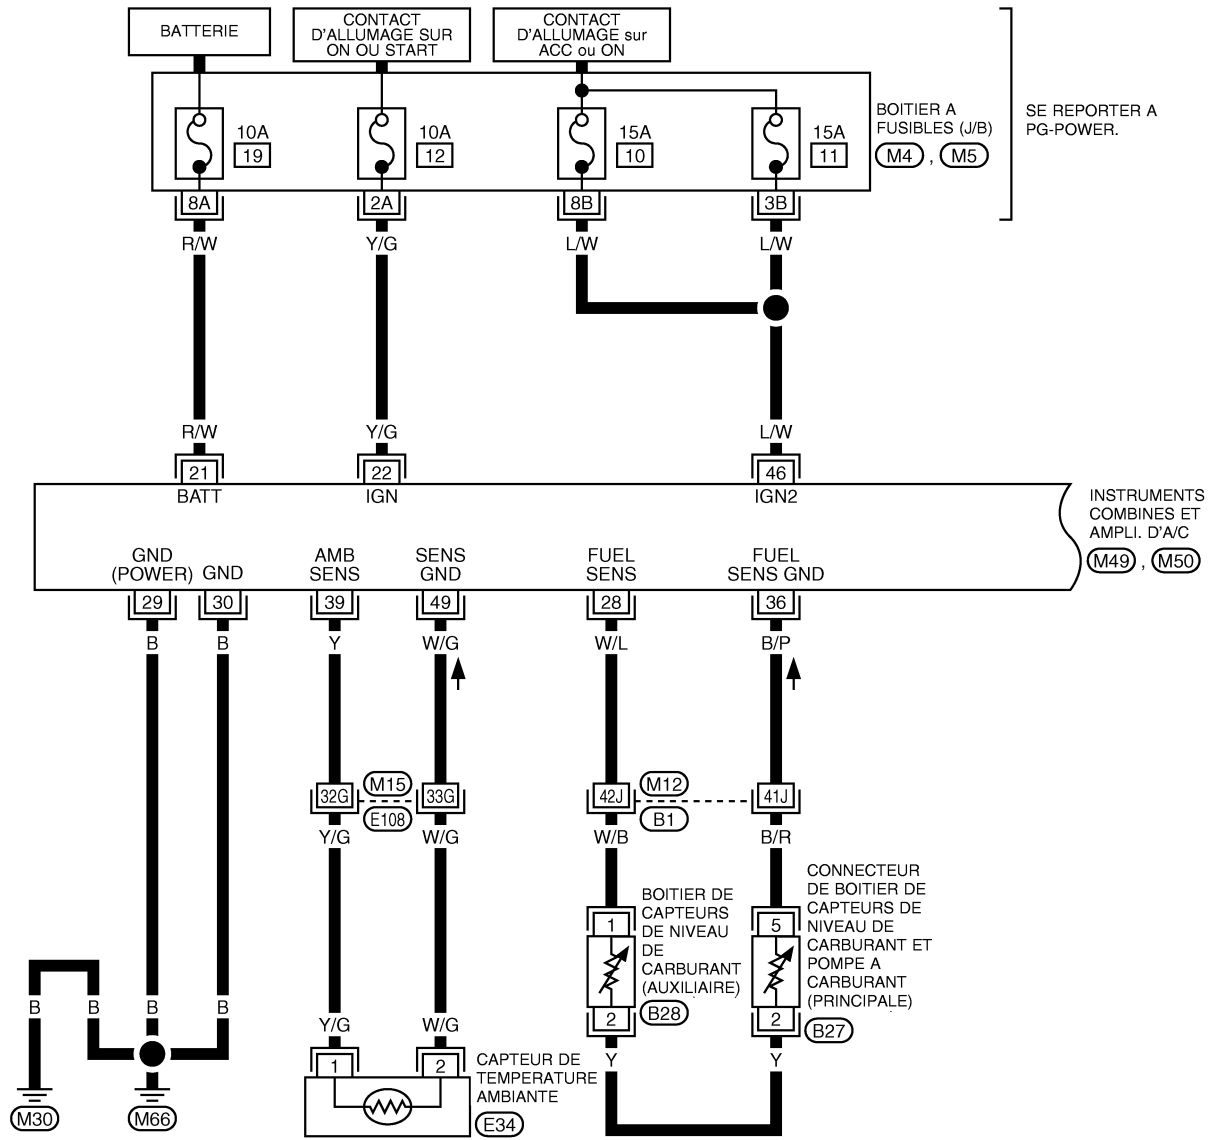 BATTERIE
CONTACT
D'ALLUMAGE SUR
ON OU START
CONTACT
D'ALLUMAGE sur
ACC ou ON
10A
19
10A
12
15A
10
15A
11
BOITIER A
FUSIBLES (J/B)
M4 , M5
SE REPORTER A
PG-POWER.
8A
2A
8B
3B
R/W
Y/G
L/W
L/W
R/W
Y/G
L/W
21
22
46
BATT
IGN
IGN2
INSTRUMENTS
COMBINES ET
AMPLI. D'A/C
M49 , M50
GND
(POWER)
GND
AMB
SENS
SENS
GND
FUEL
SENS
FUEL
SENS GND
29
30
39
49
28
36
B
B
Y
W/G
W/L
B/P
32G
M15
E108
33G
42J
M12
B1
41J
Y/G
W/G
W/B
B/R
BOITIER DE
CAPTEURS
DE NIVEAU
DE
CARBURANT
(AUXILIAIRE)
B28
CONNECTEUR
DE BOITIER DE
CAPTEURS DE
NIVEAU DE
CARBURANT ET
POMPE A
CARBURANT
(PRINCIPALE)
B27
1
5
2
2
B
B
B
B
Y/G
W/G
Y
Y
1
2
CAPTEUR DE
TEMPERATURE
AMBIANTE
E34
M30
M66